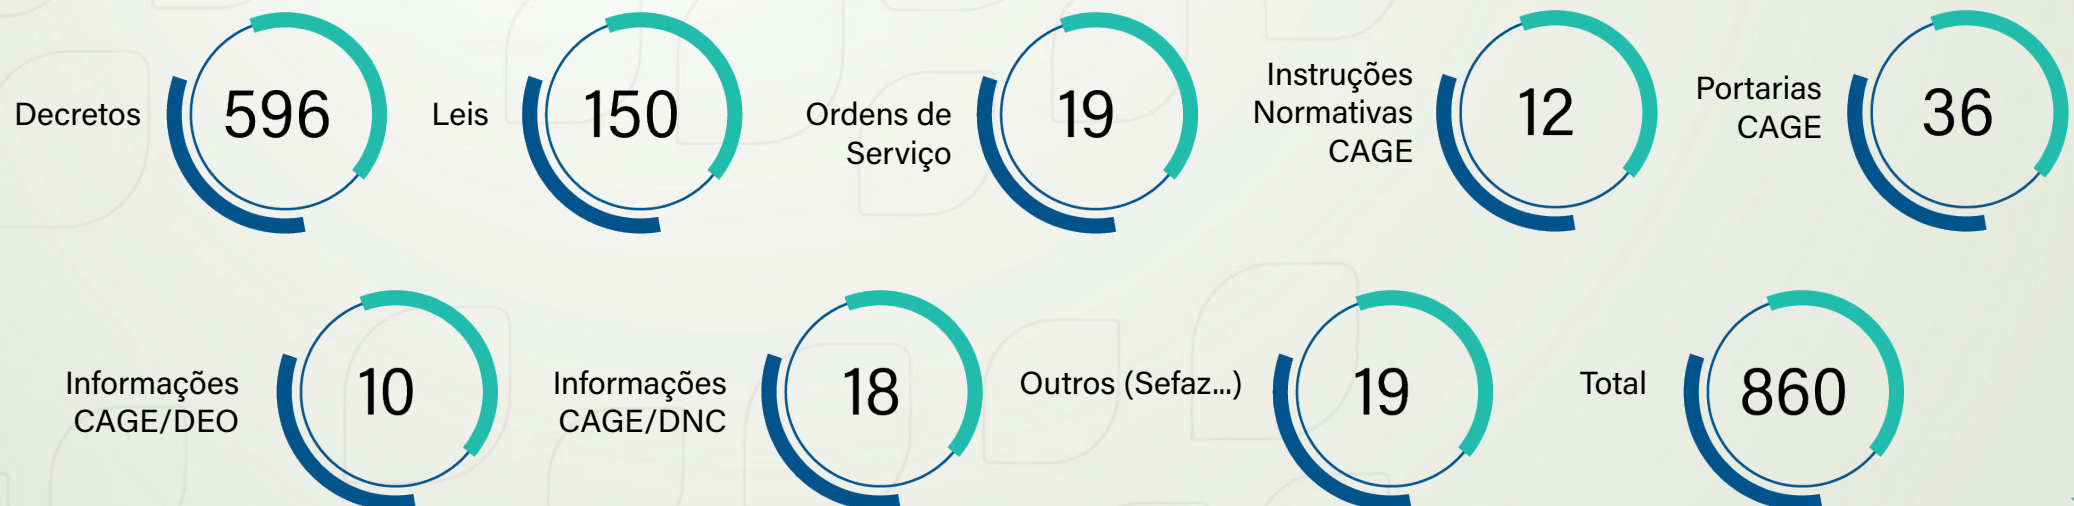 Decretos
596
Leis
150
Ordens de
Serviço
19
Instruções
Normativas
CAGE
12
Portarias
CAGE
36
Informações
CAGE/DEO
10
Informações
CAGE/DNC
18
Outros (Sefaz...)
19
Total
860